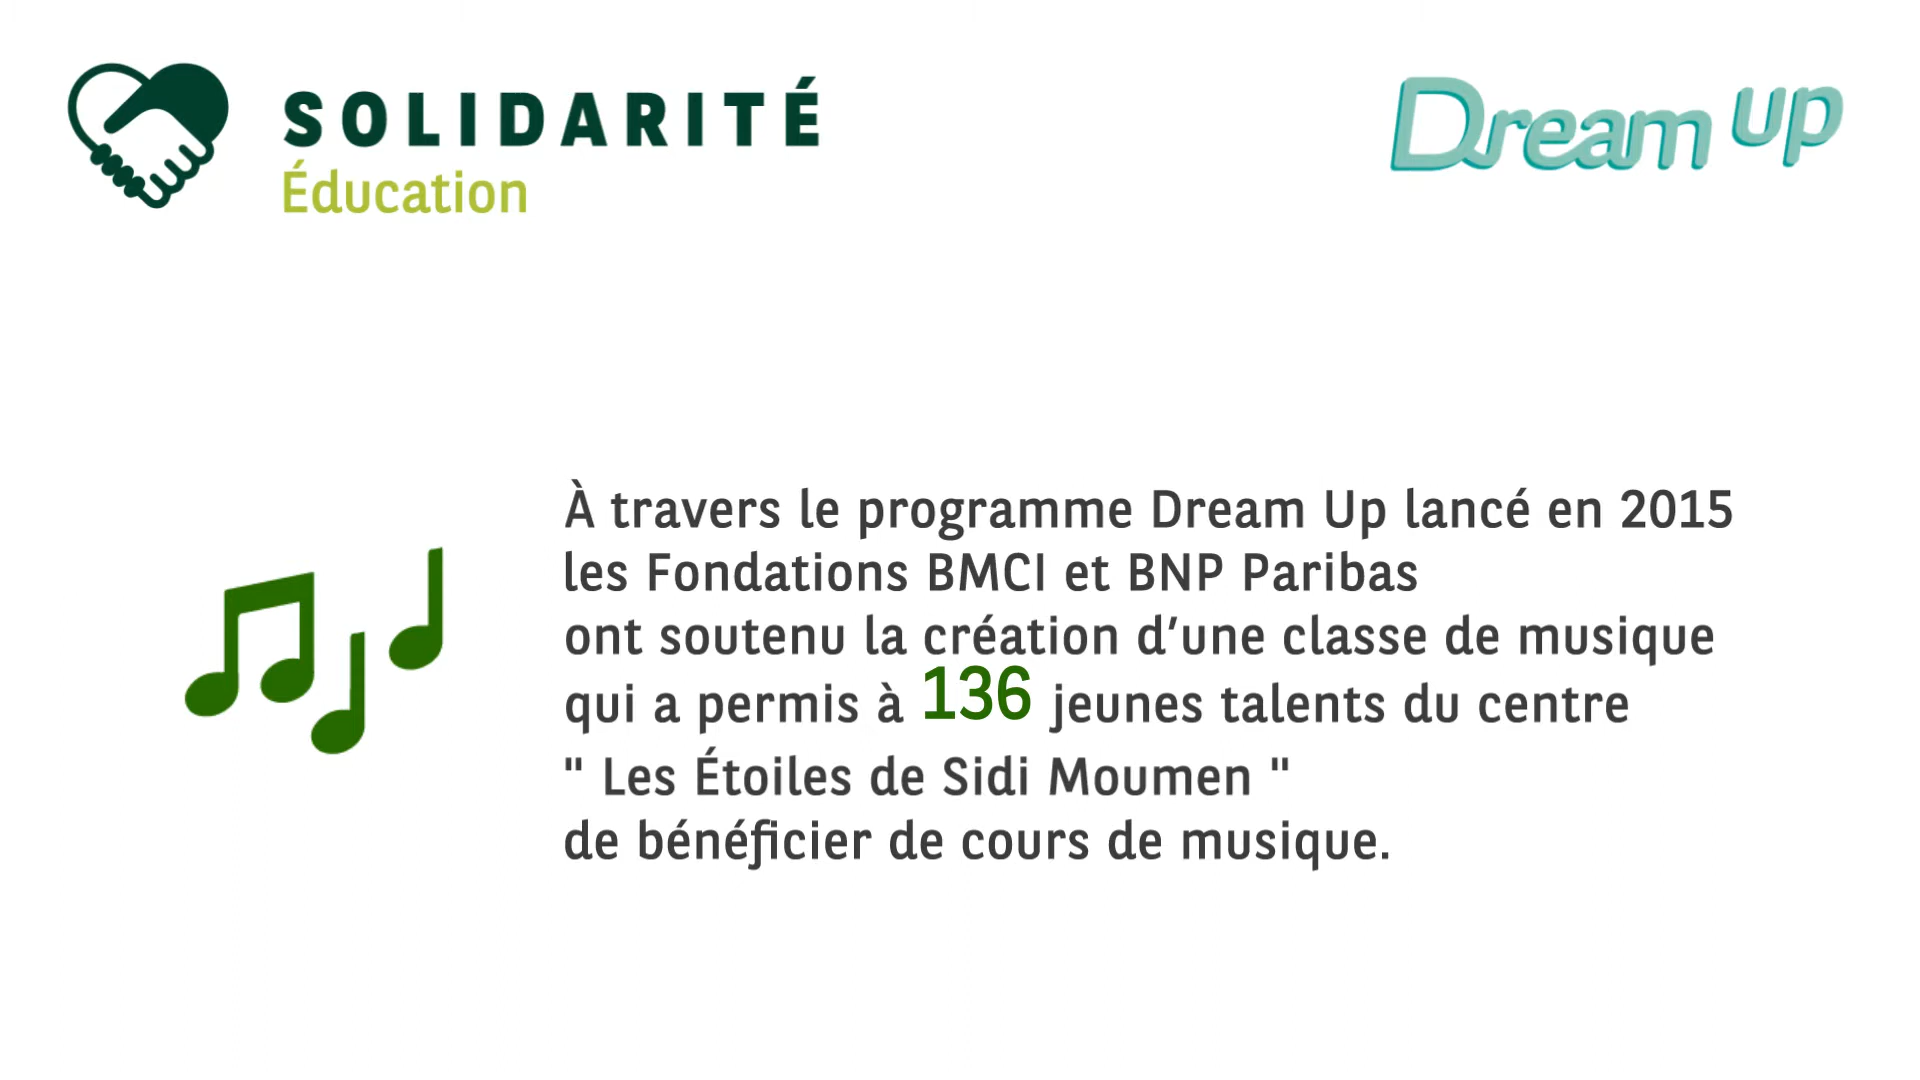 SOLIDARITÉ
Éducation
Dream up
À travers le programme Dream Up lancé en 2015
les Fondations BMCI et BNP Paribas
ont soutenu la création d’une classe de musique
qui a permis à 136 jeunes talents du centre
" Les Étoiles de Sidi Moumen "
de bénéficier de cours de musique.